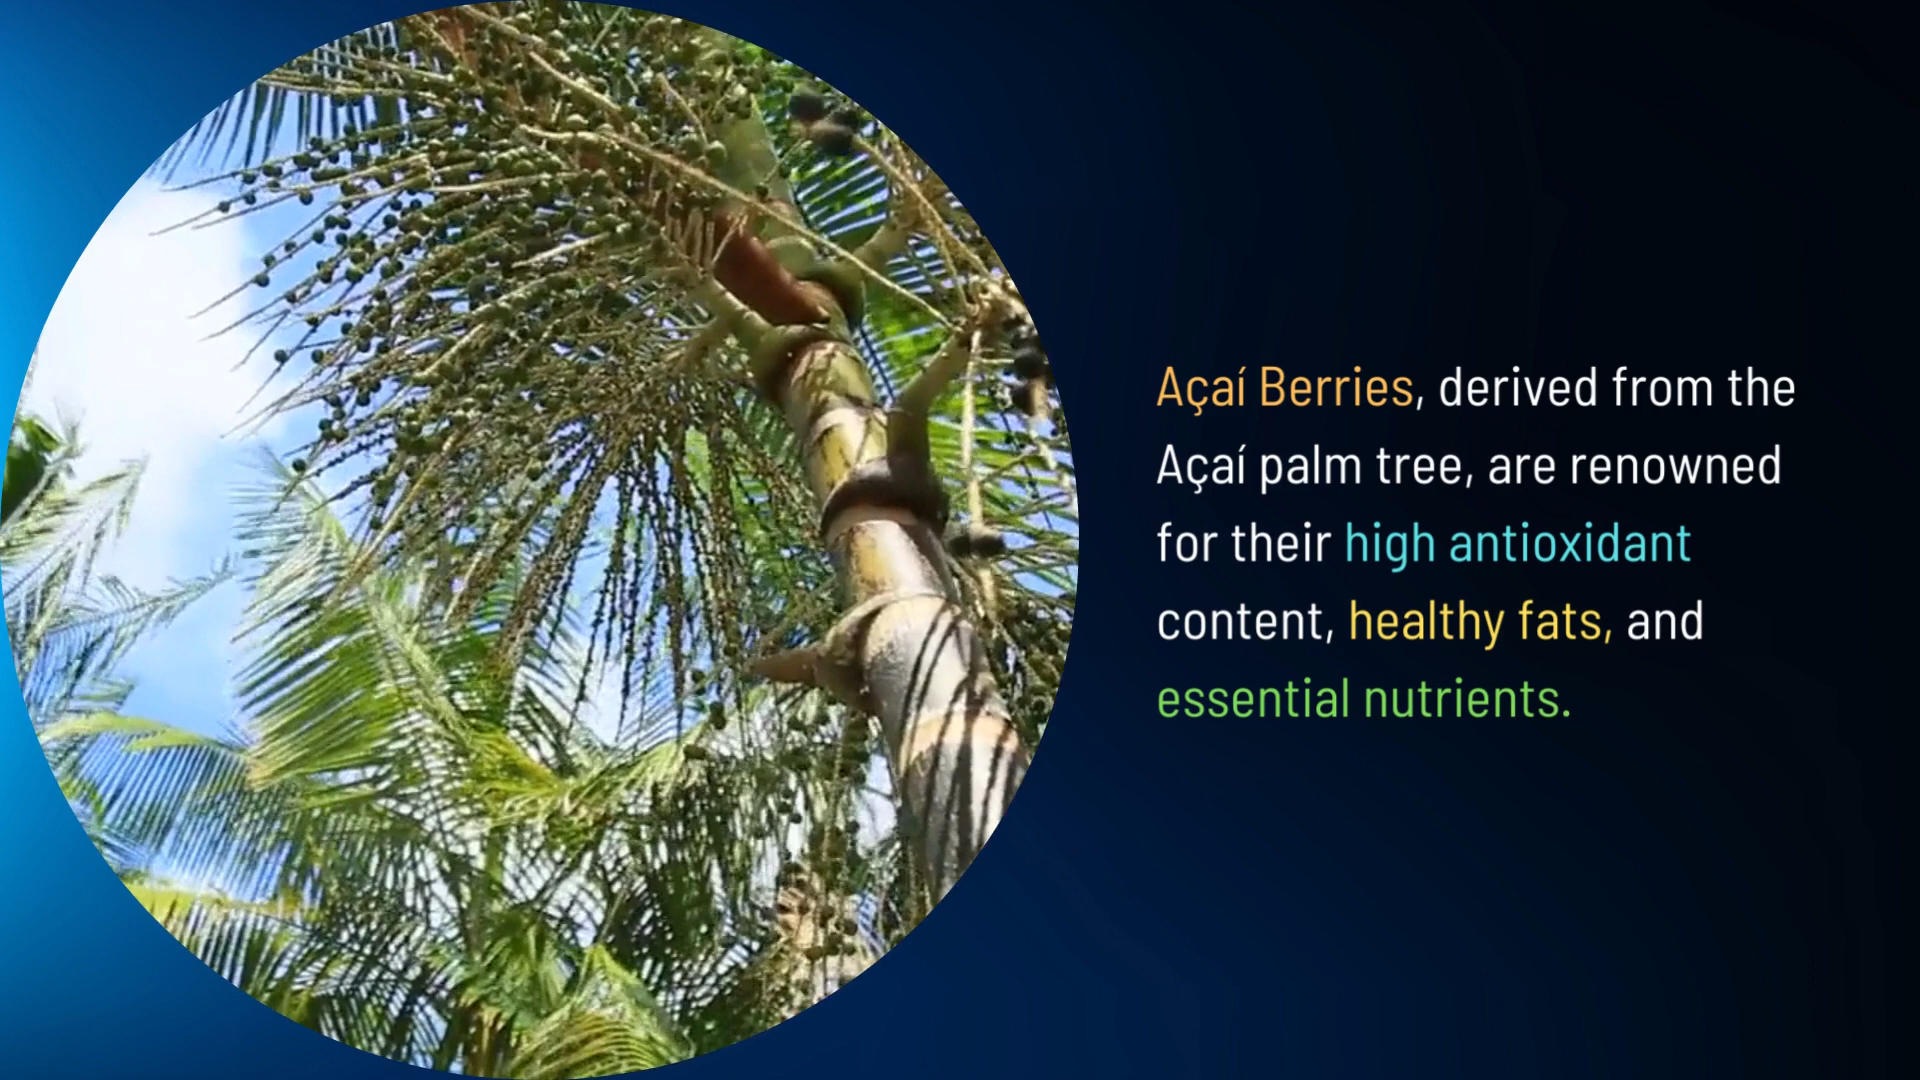 Açaí Berries, derived from the
Açaí palm tree, are renowned
for their high antioxidant
content, healthy fats, and
essential nutrients.